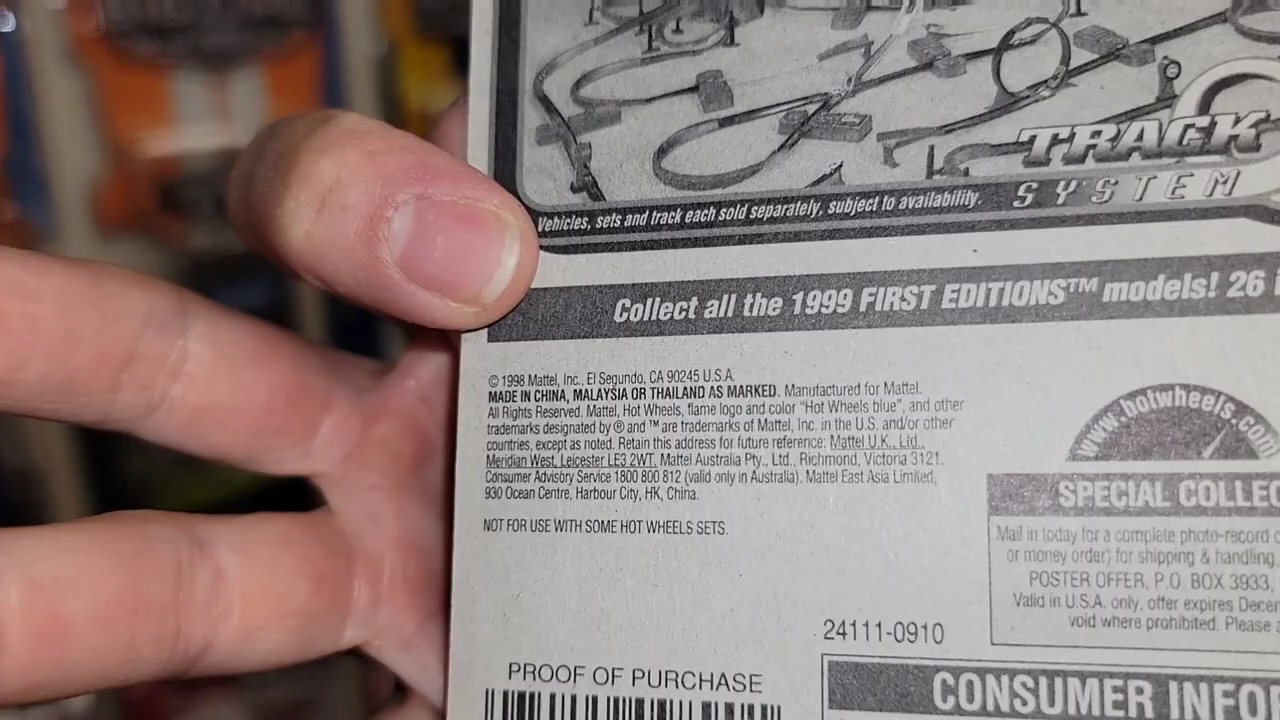 TRACK
SYSTEM
Vehicles, sets and track each sold separately, subject to availability.
Collect all the 1999 FIRST EDITIONS™ models! 26
© 1998 Mattel, Inc., El Segundo, CA 90245 U.S.A.
MADE IN CHINA, MALAYSIA OR THAILAND AS MARKED. Manufactured for Mattel.
All Rights Reserved. Mattel, Hot Wheels, flame logo and color "Hot Wheels blue", and other
trademarks designated by ® and ™ are trademarks of Mattel, Inc. in the U.S. and/or other
countries, except as noted. Retain this address for future reference: Mattel U.K., Ltd.,
Meridian West, Leicester LE3 2WT. Mattel Australia Pty., Ltd., Richmond, Victoria 3121.
Consumer Advisory Service 1800 800 812 (valid only in Australia). Mattel East Asia Limited,
930 Ocean Centre, Harbour City, HK, China.
NOT FOR USE WITH SOME HOT WHEELS SETS.
www.hotwheels.com
SPECIAL COLLEC
Mail in today for a complete photo-record
or money order) for shipping & handling,
POSTER OFFER, P.O. BOX 3933,
Valid in U.S.A. only, offer expires Decem
void where prohibited. Please
24111-0910
PROOF OF PURCHASE
CONSUMER INFO